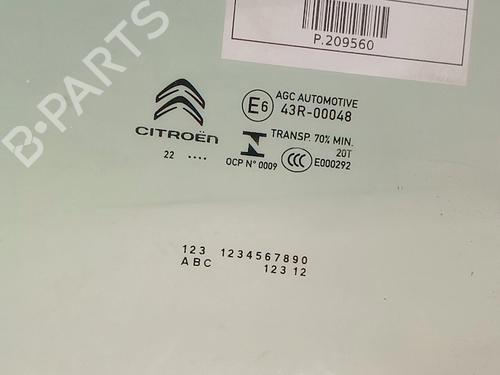 P.209560
CITROËN
22 ....
E6
AGC AUTOMOTIVE
43R-00048
TRANSP. 70% MIN.
20T
OCP N° 0009
CCC
E000292
123 1234567890
ABC 123 12
B-PARTS